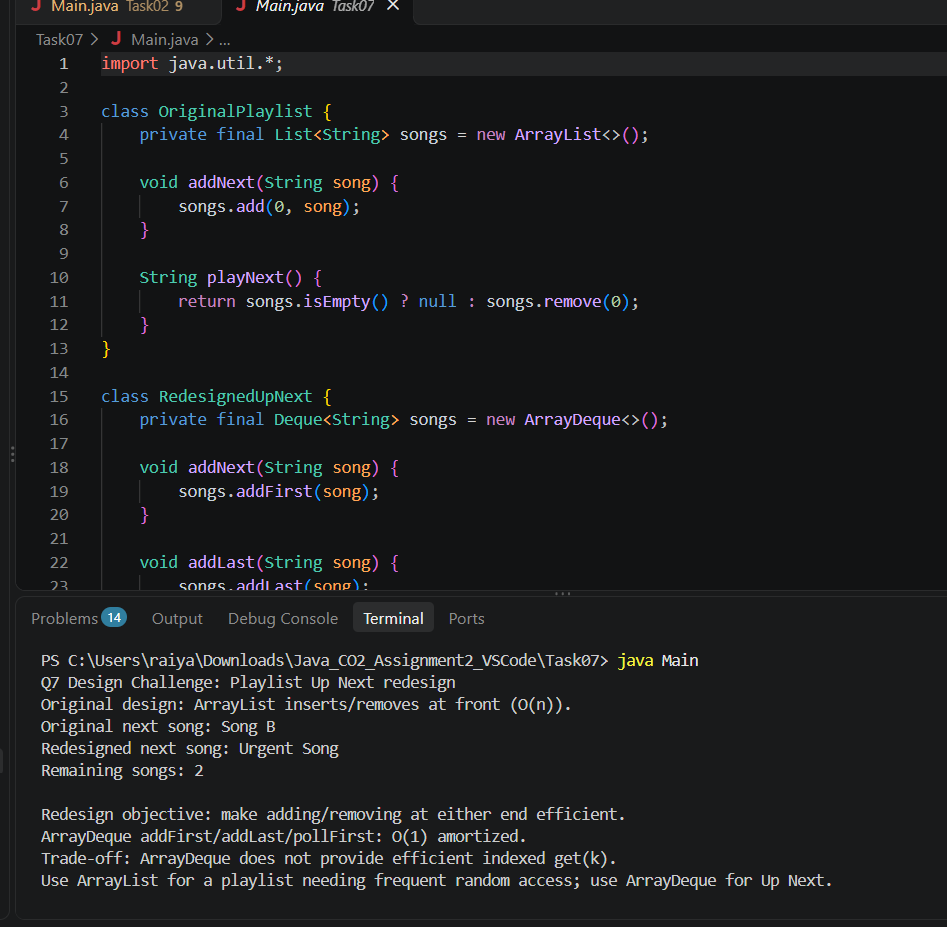 Main.java Task02 9
Main.java Task07
Task07 > Main.java > ...
1 import java.util.*;
2
3 class OriginalPlaylist {
4 private final List<String> songs = new ArrayList<>();
5
6 void addNext(String song) {
7 songs.add(0, song);
8 }
9
10 String playNext() {
11 return songs.isEmpty() ? null : songs.remove(0);
12 }
13 }
14
15 class RedesignedUpNext {
16 private final Deque<String> songs = new ArrayDeque<>();
17
18 void addNext(String song) {
19 songs.addFirst(song);
20 }
21
22 void addLast(String song) {
23 songs.addLast(song);
Problems 14 Output Debug Console Terminal Ports
PS C:\Users\raiya\Downloads\Java_CO2_Assignment2_VSCode\Task07> java Main
Q7 Design Challenge: Playlist Up Next redesign
Original design: ArrayList inserts/removes at front (O(n)).
Original next song: Song B
Redesigned next song: Urgent Song
Remaining songs: 2

Redesign objective: make adding/removing at either end efficient.
ArrayDeque addFirst/addLast/pollFirst: O(1) amortized.
Trade-off: ArrayDeque does not provide efficient indexed get(k).
Use ArrayList for a playlist needing frequent random access; use ArrayDeque for Up Next.